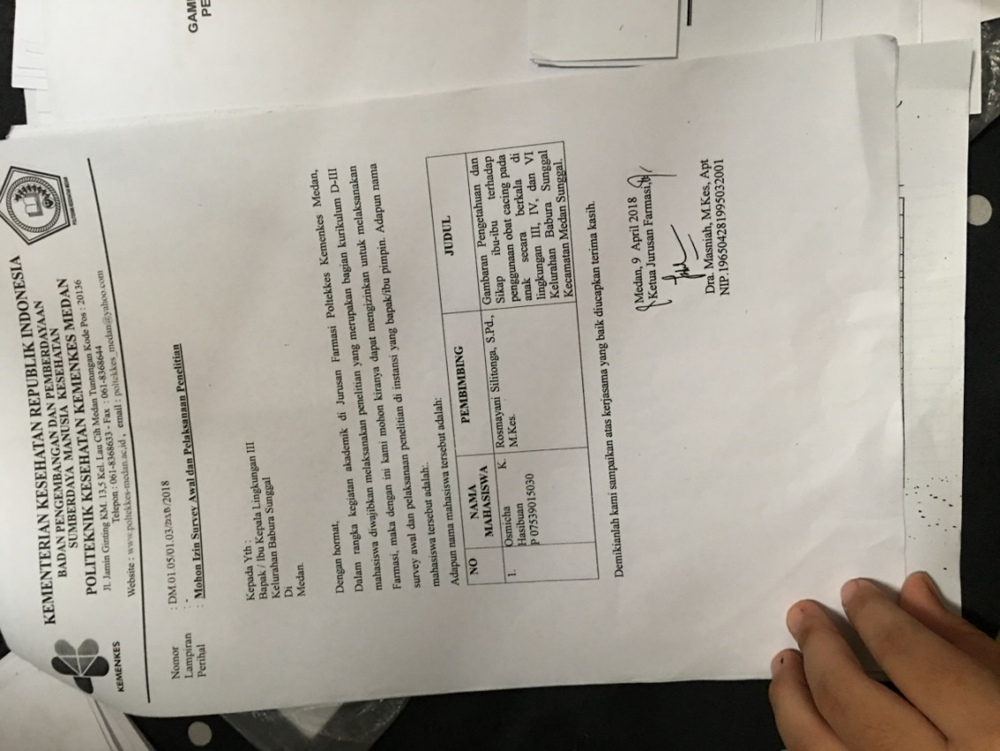 GAM
PE
KEMENTERIAN KESEHATAN REPUBLIK INDONESIA
BADAN PENGEMBANGAN DAN PEMBERDAYAAN
SUMBERDAYA MANUSIA KESEHATAN
POLITEKNIK KESEHATAN KEMENKES MEDAN
Jl. Jamin Ginting KM. 13,5 Kel. Lau Cih Medan Tuntungan Kode Pos : 20136
Telepon : 061-8368633 - Fax : 061-8368644
Website : www.poltekkes-medan.ac.id , email : poltekkes_medan@yahoo.com
KEMENKES
Nomor : DM.01.05/01.03/ /2018
Lampiran : -
Perihal : Mohon Izin Survey Awal dan Pelaksanaan Penelitian
Kepada Yth :
Bapak / Ibu Kepala Lingkungan III
Kelurahan Babura Sunggal
Di
Medan.
Dengan hormat,
Dalam rangka kegiatan akademik di Jurusan Farmasi Poltekkes Kemenkes Medan,
mahasiswa diwajibkan melaksanakan penelitian yang merupakan bagian kurikulum D-III
Farmasi, maka dengan ini kami mohon kiranya dapat mengizinkan untuk melaksanakan
survey awal dan pelaksanaan penelitian di instansi yang bapak/ibu pimpin. Adapun nama
mahasiswa tersebut adalah:.
Adapun nama mahasiswa tersebut adalah:
NO NAMA MAHASISWA PEMBIMBING JUDUL
1. Osmicha K.
Hasibuan
P 07539015030
Rosmayani Silitonga, S.Pd.,
M.Kes.
Gambaran Pengetahuan dan
Sikap ibu-ibu terhadap
penggunaan obat cacing pada
anak secara berkala di
lingkungan III, IV, dan VI
Kelurahan Babura Sunggal
Kecamatan Medan Sunggal.
Demikianlah kami sampaikan atas kerjasama yang baik diucapkan terima kasih.
Medan, 9 April 2018
Ketua Jurusan Farmasi,
Dra. Masniah, M.Kes, Apt
NIP.196504281995032001